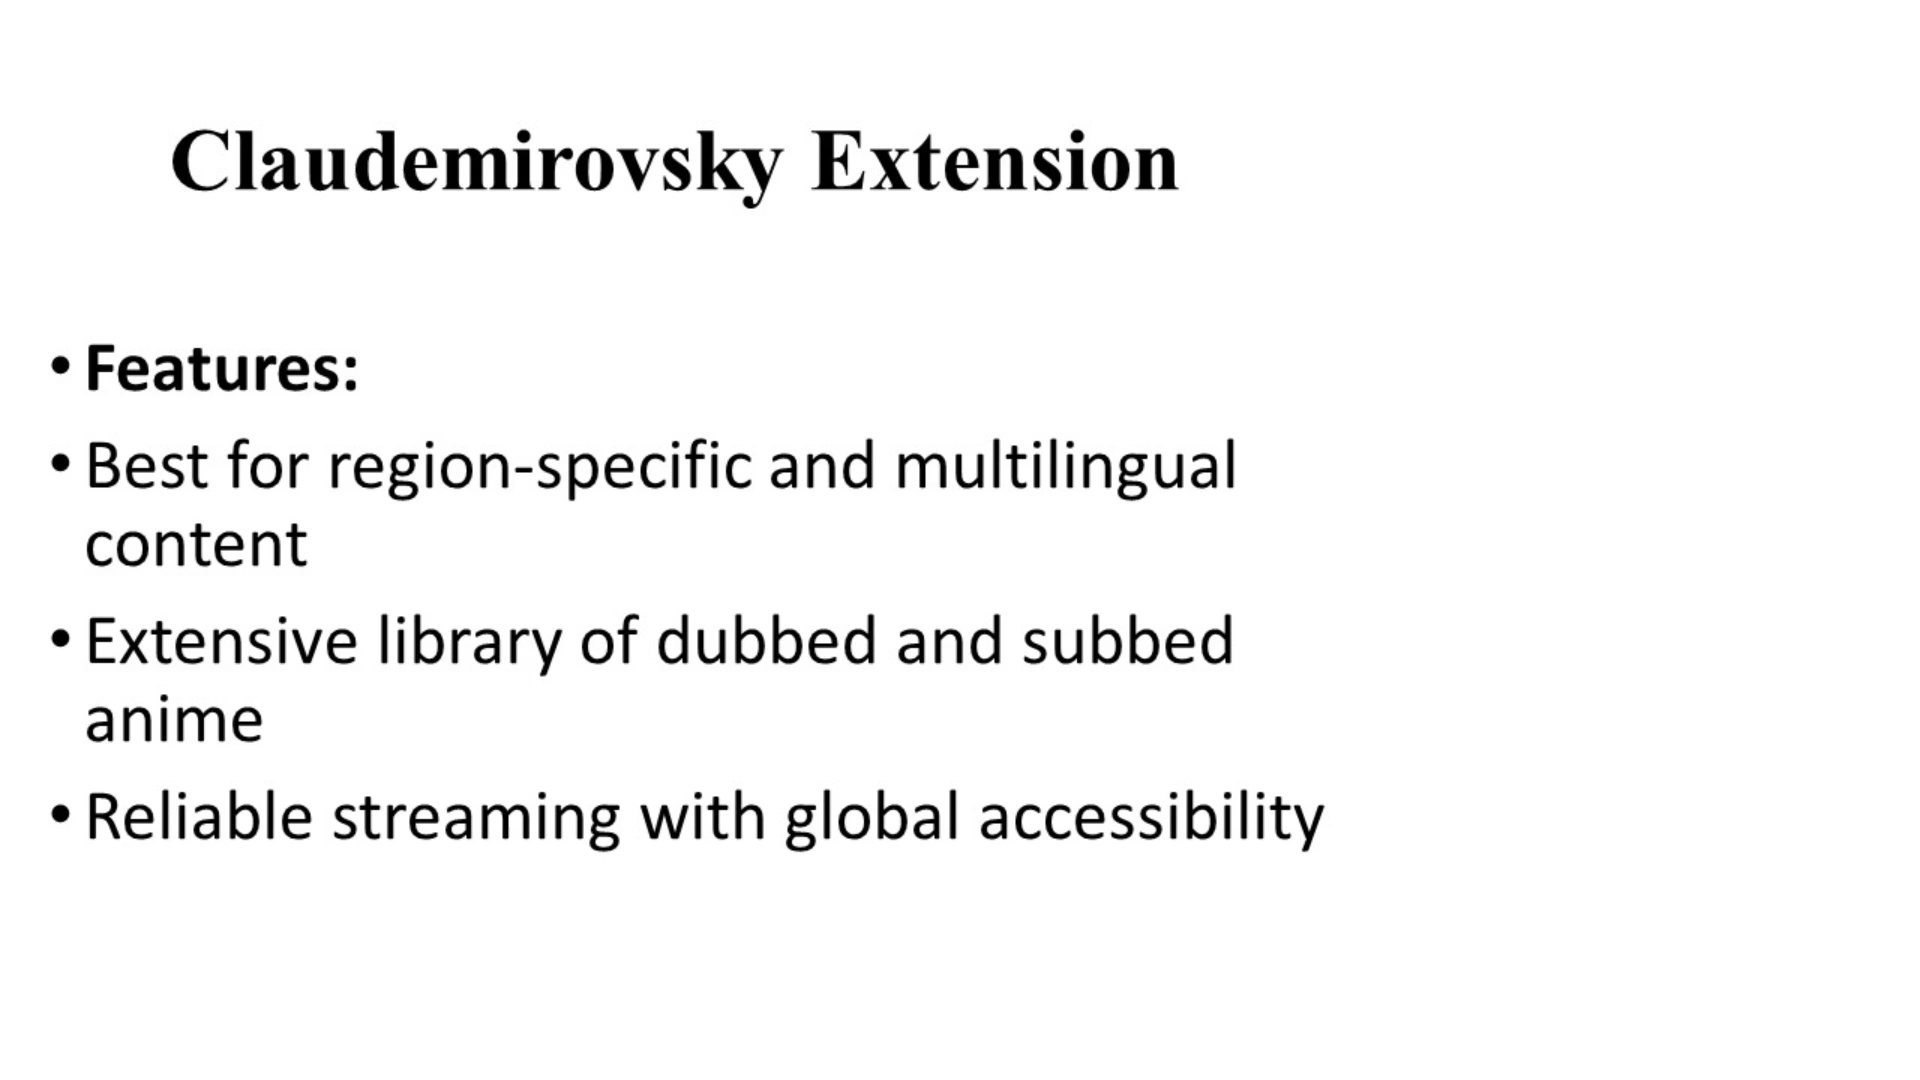 Claudemirovsky Extension
• Features:
• Best for region-specific and multilingual
content
• Extensive library of dubbed and subbed
anime
• Reliable streaming with global accessibility